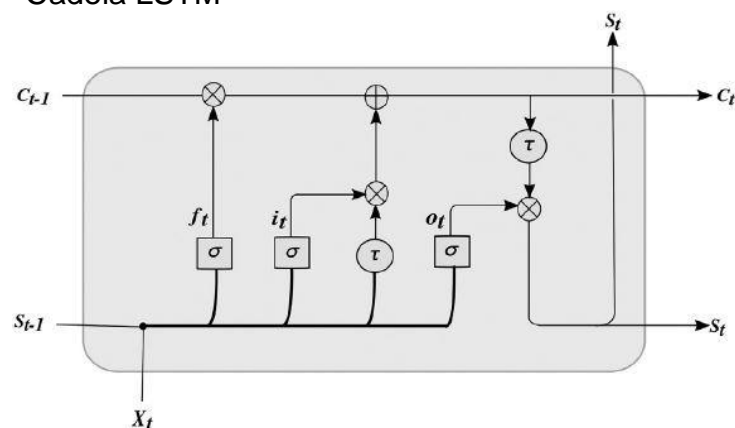 S_t
C_{t-1}
C_t
τ
f_t
i_t
o_t
σ
σ
τ
σ
S_{t-1}
S_t
X_t